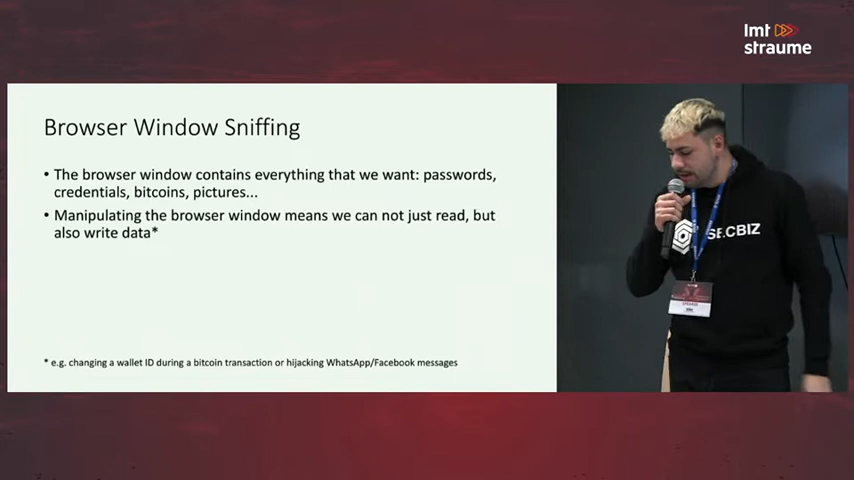 lmt
straume
Browser Window Sniffing
• The browser window contains everything that we want: passwords,
credentials, bitcoins, pictures...
• Manipulating the browser window means we can not just read, but
also write data*
* e.g. changing a wallet ID during a bitcoin transaction or hijacking WhatsApp/Facebook messages
SECBIZ